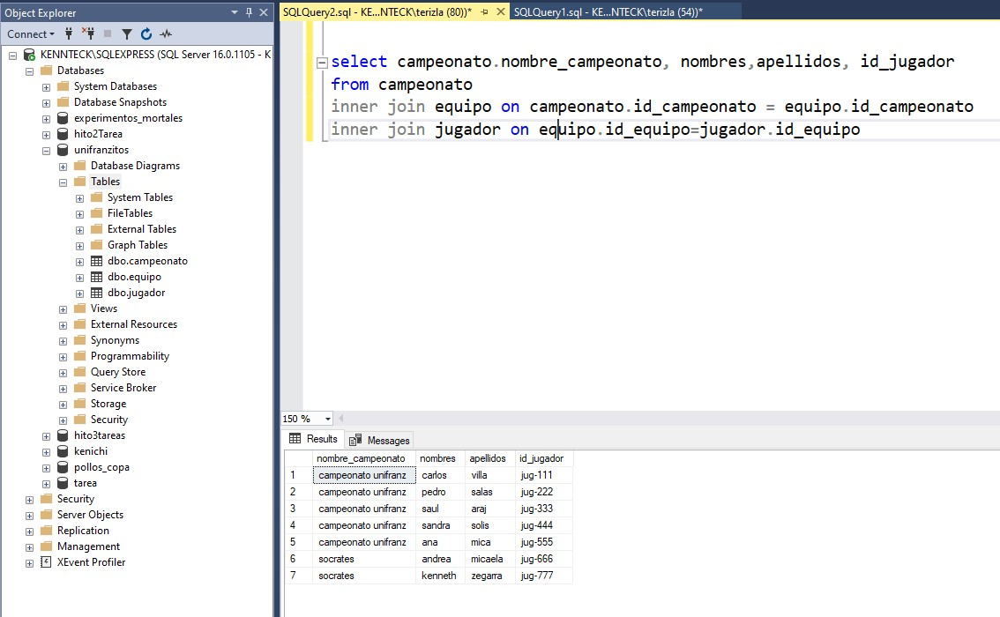 Object Explorer
Connect
KENNTECK\SQLEXPRESS (SQL Server 16.0.1105 - K
Databases
System Databases
Database Snapshots
experimentos_mortales
hito2Tarea
unifranzitos
Database Diagrams
Tables
System Tables
FileTables
External Tables
Graph Tables
dbo.campeonato
dbo.equipo
dbo.jugador
Views
External Resources
Synonyms
Programmability
Query Store
Service Broker
Storage
Security
hito3tareas
kenichi
pollos_copa
tarea
Security
Server Objects
Replication
Management
XEvent Profiler
SQLQuery2.sql - KE...NTECK\terizla (80))* SQLQuery1.sql - KE...NTECK\terizla (54))*
select campeonato.nombre_campeonato, nombres,apellidos, id_jugador
from campeonato
inner join equipo on campeonato.id_campeonato = equipo.id_campeonato
inner join jugador on equipo.id_equipo=jugador.id_equipo
150 %
Results Messages
nombre_campeonato nombres apellidos id_jugador
1 campeonato unifranz carlos villa jug-111
2 campeonato unifranz pedro salas jug-222
3 campeonato unifranz saul araj jug-333
4 campeonato unifranz sandra solis jug-444
5 campeonato unifranz ana mica jug-555
6 socrates andrea micaela jug-666
7 socrates kenneth zegarra jug-777